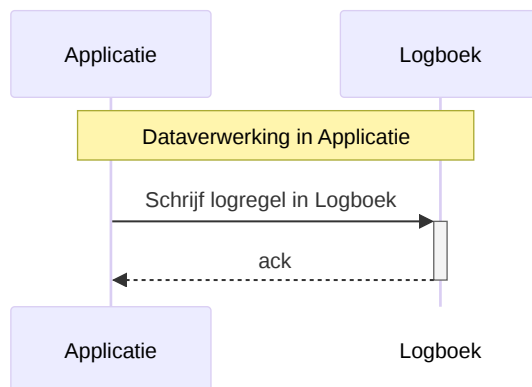 Applicatie
Logboek
Dataverwerking in Applicatie
Schrijf logregel in Logboek
ack
Applicatie
Logboek